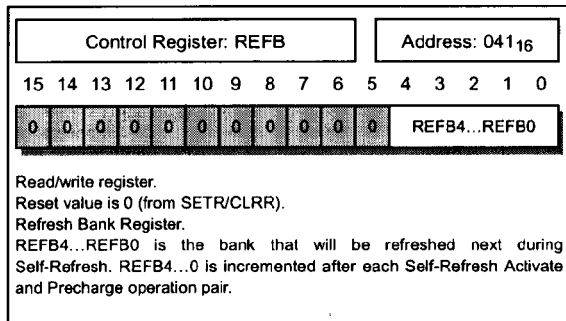 Control Register: REFB Address: 041₁₆
15 14 13 12 11 10 9 8 7 6 5 4 3 2 1 0
0 0 0 0 0 0 0 0 0 0 0 REFB4...REFB0
Read/write register.
Reset value is 0 (from SETR/CLRR).
Refresh Bank Register.
REFB4...REFB0 is the bank that will be refreshed next during
Self-Refresh. REFB4...0 is incremented after each Self-Refresh Activate
and Precharge operation pair.